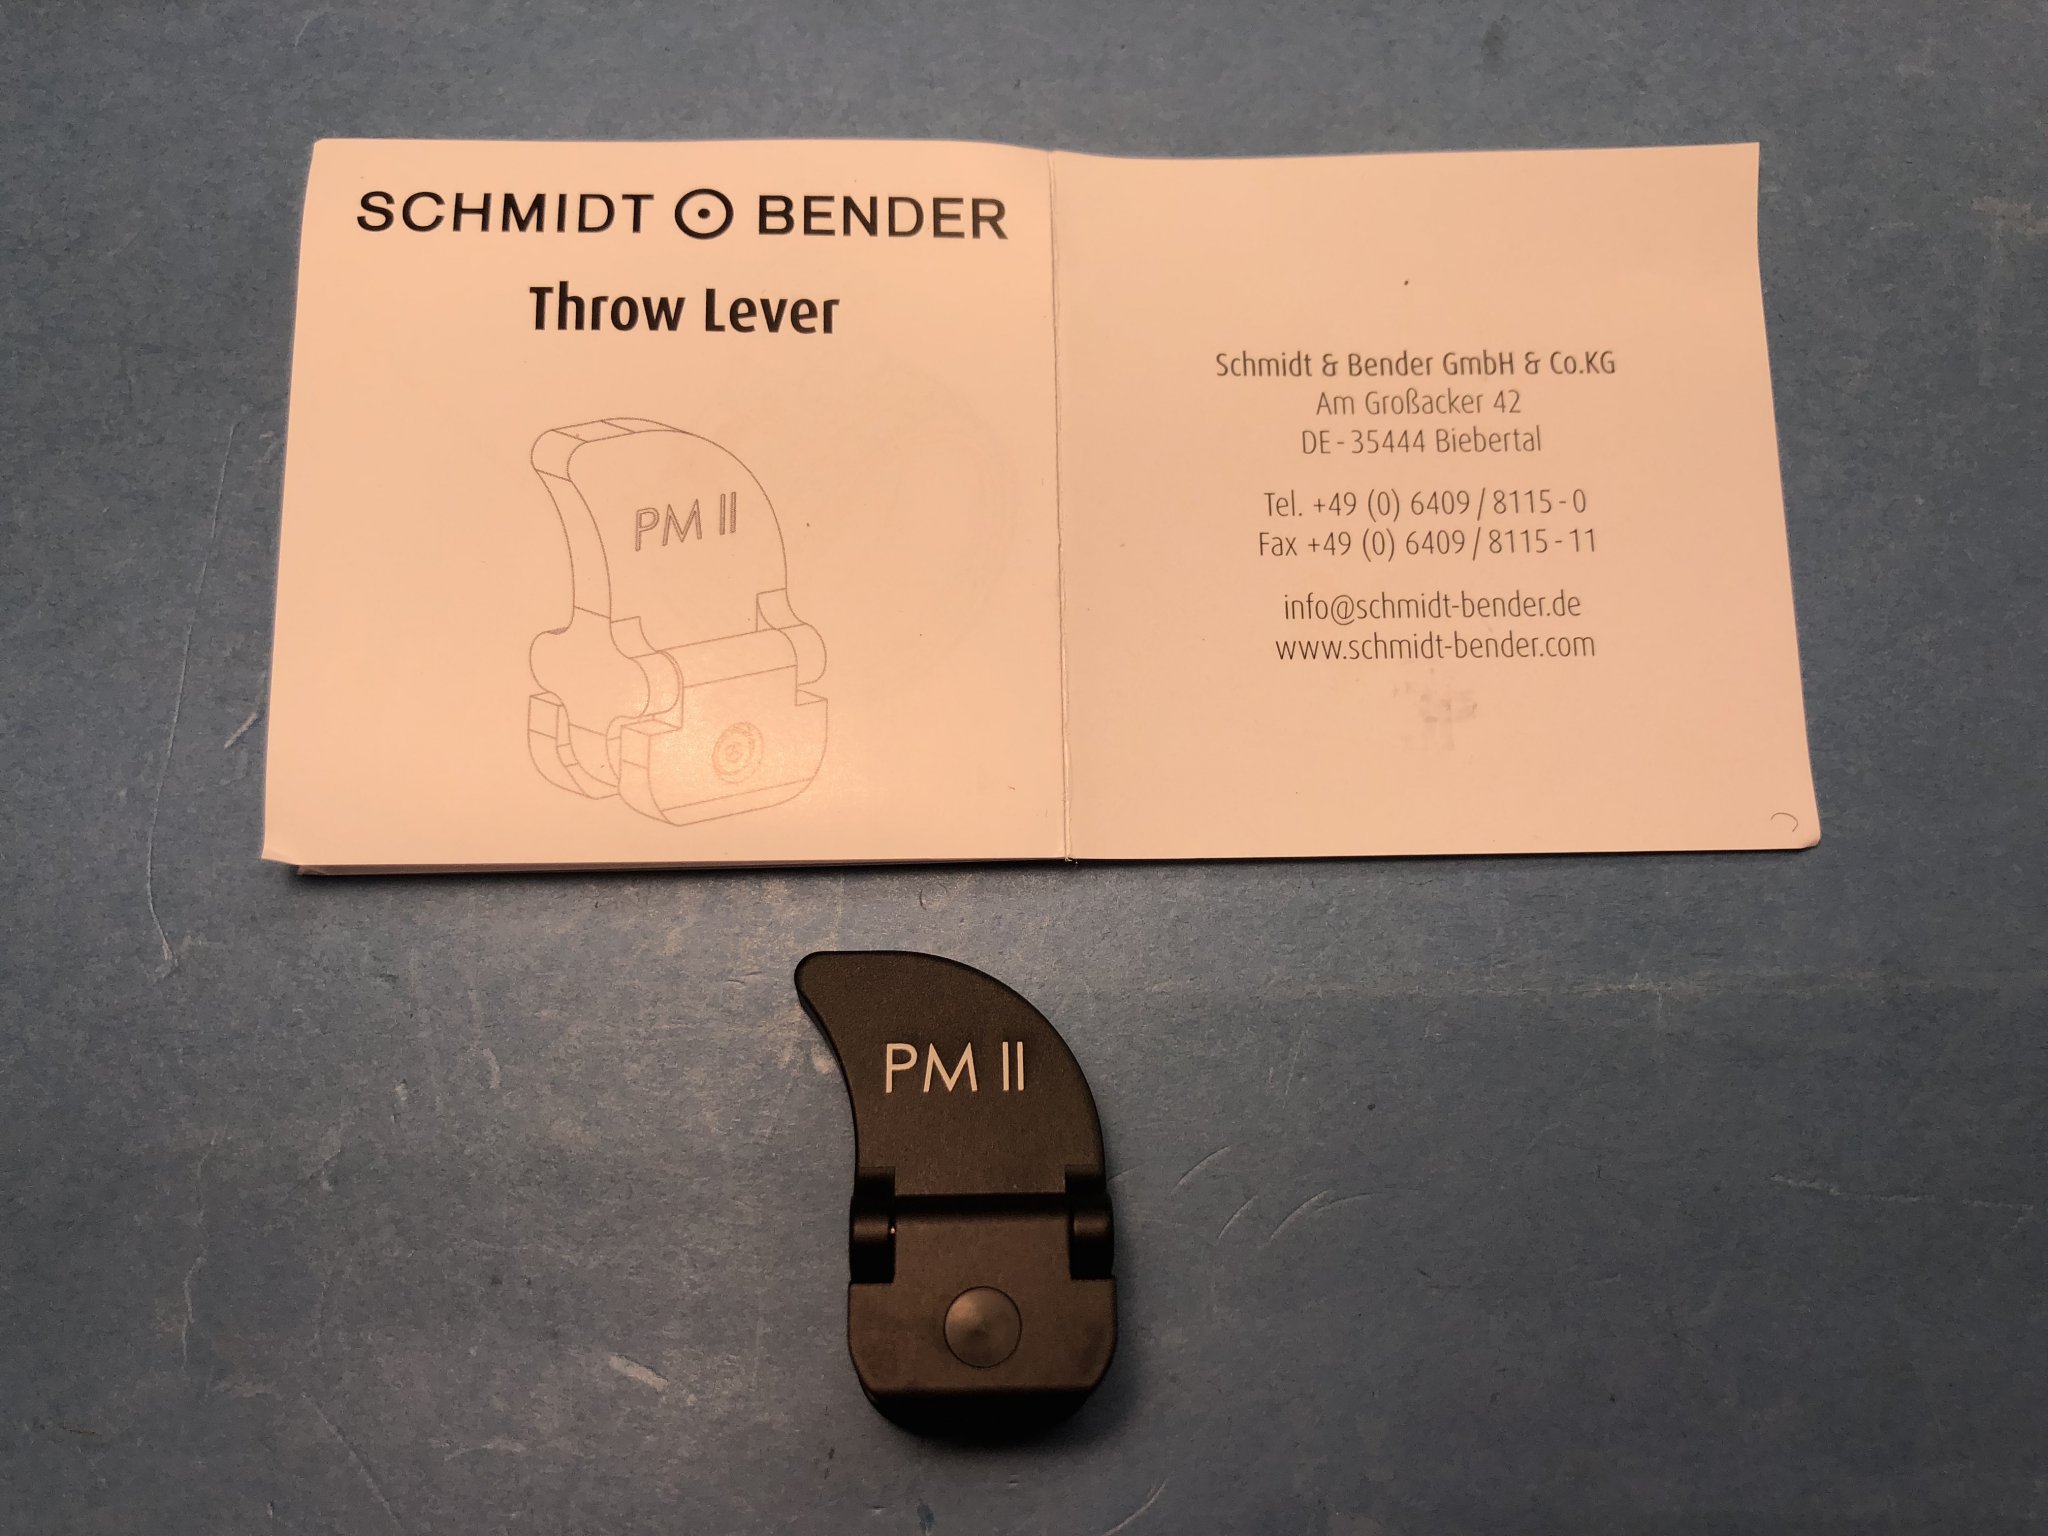 SCHMIDT BENDER
Throw Lever
PM II
Schmidt & Bender GmbH & Co.KG
Am Großacker 42
DE - 35444 Biebertal
Tel. +49 (0) 6409 / 8115 - 0
Fax +49 (0) 6409 / 8115 - 11
info@schmidt-bender.de
www.schmidt-bender.com
PM II